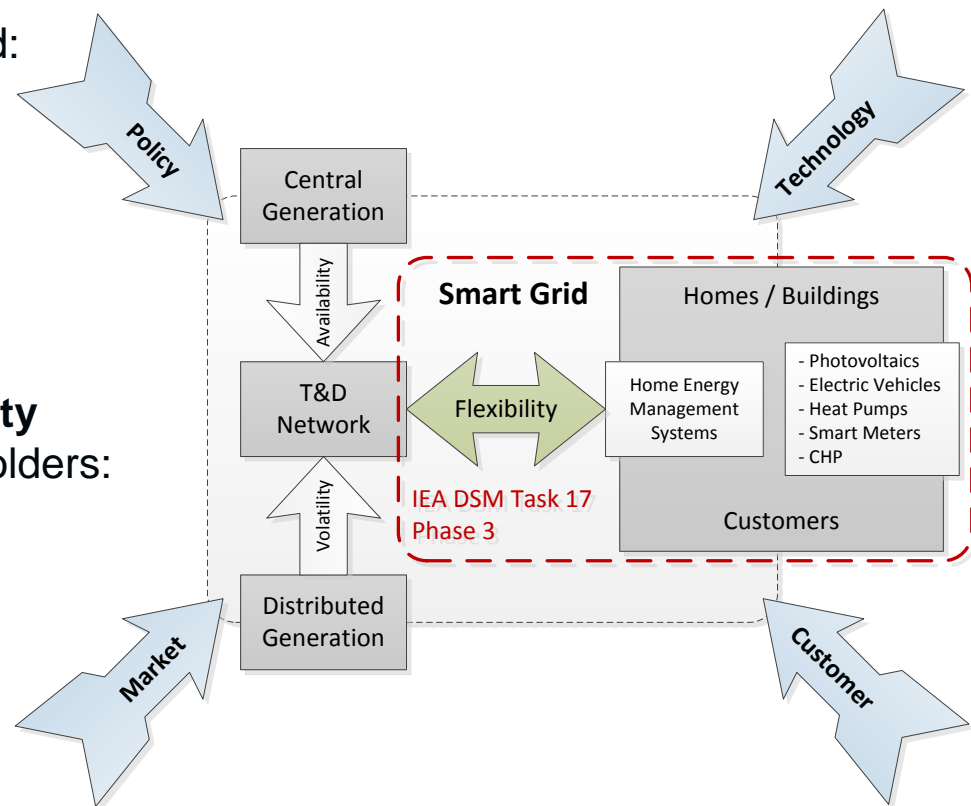 d:
Policy
Technology
Central
Generation
Availability
Smart Grid
Homes / Buildings
- Photovoltaics
- Electric Vehicles
- Heat Pumps
- Smart Meters
- CHP
Home Energy
Management
Systems
T&D
Network
Flexibility
ty
olders:
IEA DSM Task 17
Phase 3
Customers
Volatility
Distributed
Generation
Market
Customer